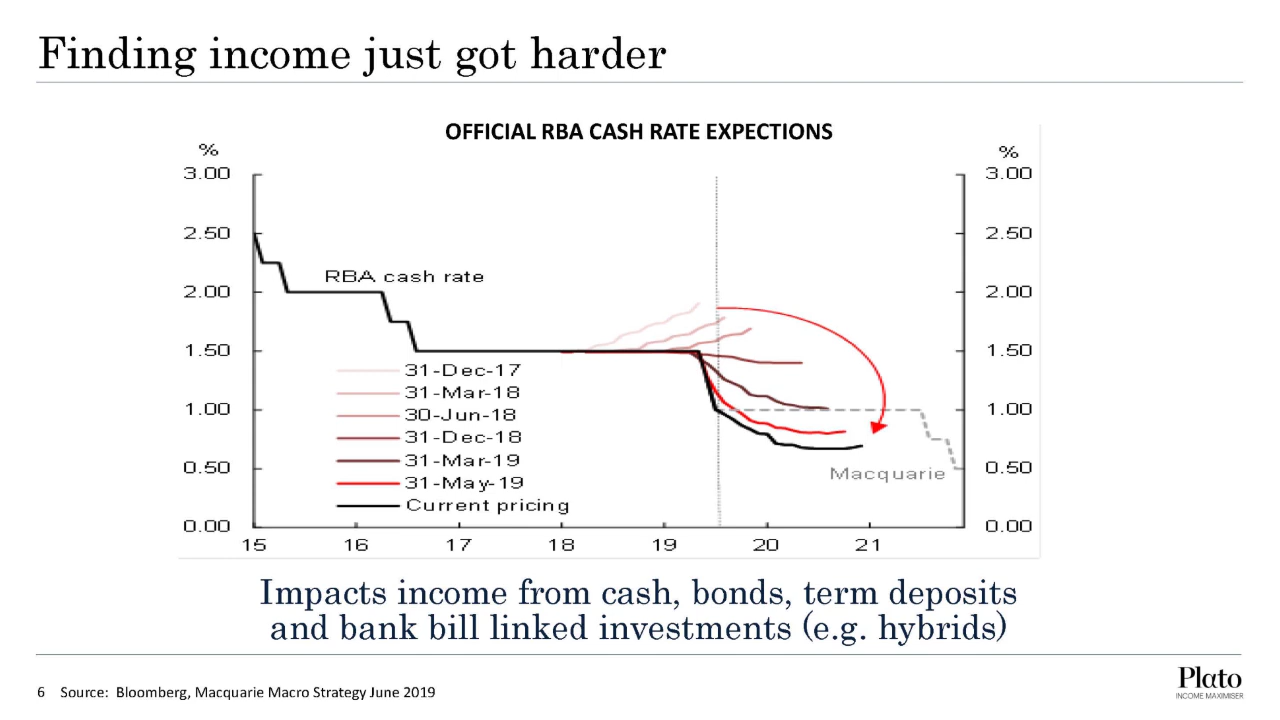 Finding income just got harder
OFFICIAL RBA CASH RATE EXPECTIONS
%
%
3.00
3.00
2.50
2.50
RBA cash rate
2.00
2.00
1.50
1.50
31-Dec-17
31-Mar-18
1.00
1.00
30-Jun-18
31-Dec-18
31-Mar-19
0.50
Macquarie
0.50
31-May-19
Current pricing
0.00
0.00
15
16
17
18
19
20
21
Impacts income from cash, bonds, term deposits
and bank bill linked investments (e.g. hybrids)
6 Source: Bloomberg, Macquarie Macro Strategy June 2019
Plato
INCOME MAXIMISER